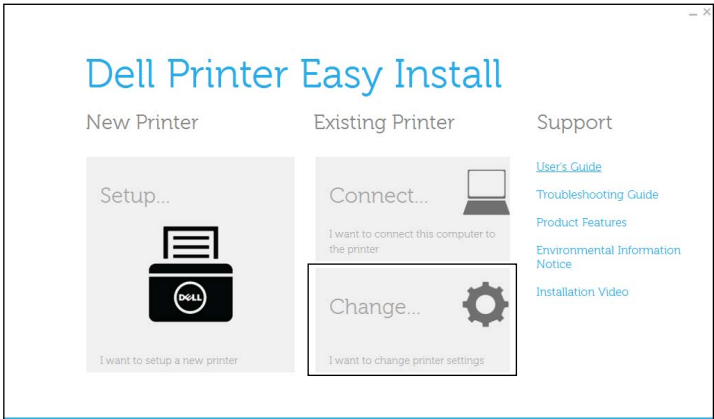 Dell Printer Easy Install
New Printer
Setup...
DELL
I want to setup a new printer
Existing Printer
Connect...
I want to connect this computer to
the printer
Change...
I want to change printer settings
Support
User's Guide
Troubleshooting Guide
Product Features
Environmental Information
Notice
Installation Video